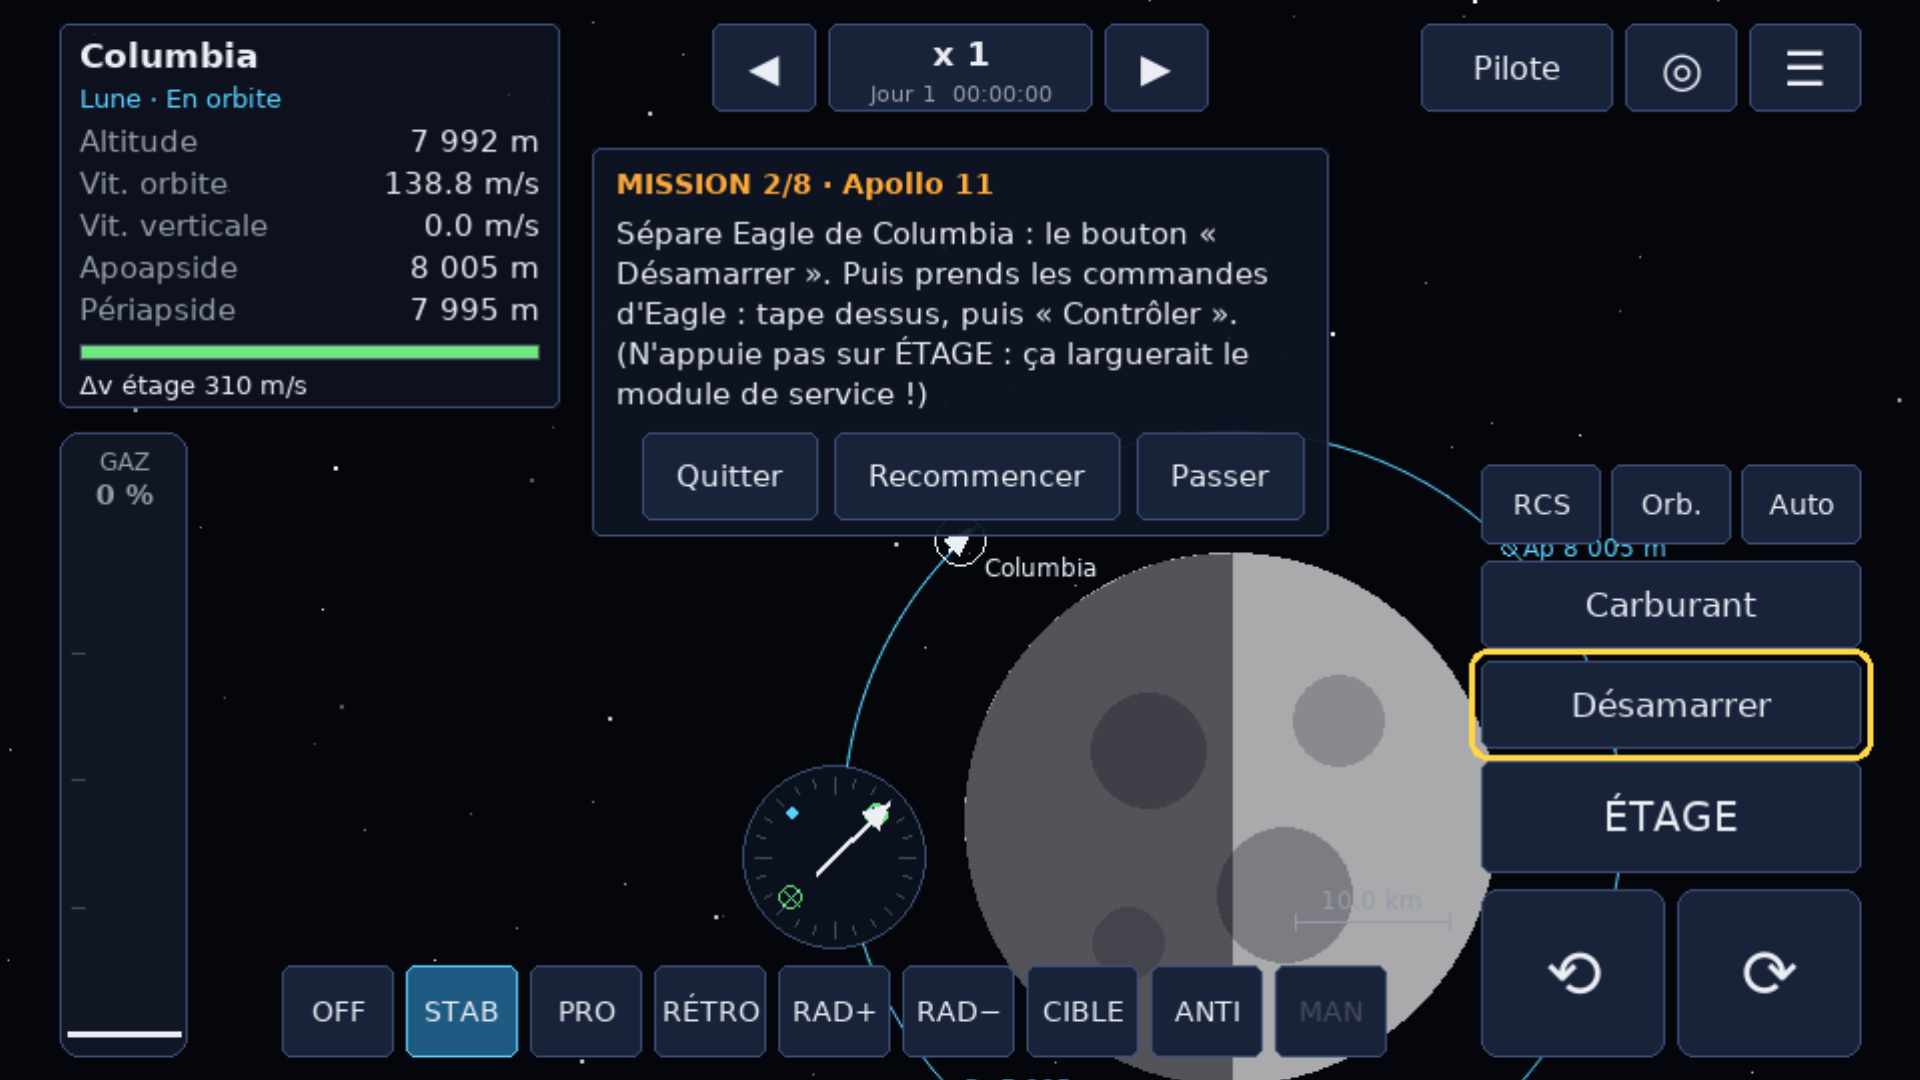 Columbia
Lune · En orbite
Altitude 7 992 m
Vit. orbite 138.8 m/s
Vit. verticale 0.0 m/s
Apoapside 8 005 m
Périapside 7 995 m
Δv étage 310 m/s
◀
x 1
Jour 1 00:00:00
▶
Pilote
◎
☰
MISSION 2/8 · Apollo 11
Sépare Eagle de Columbia : le bouton «
Désamarrer ». Puis prends les commandes
d'Eagle : tape dessus, puis « Contrôler ».
(N'appuie pas sur ÉTAGE : ça larguerait le
module de service !)
Quitter Recommencer Passer
GAZ
0 %
Columbia
RCS Orb. Auto
Ap 8 005 m
Carburant
Désamarrer
ÉTAGE
10.0 km
⟲ ⟳
OFF STAB PRO RÉTRO RAD+ RAD− CIBLE ANTI MAN